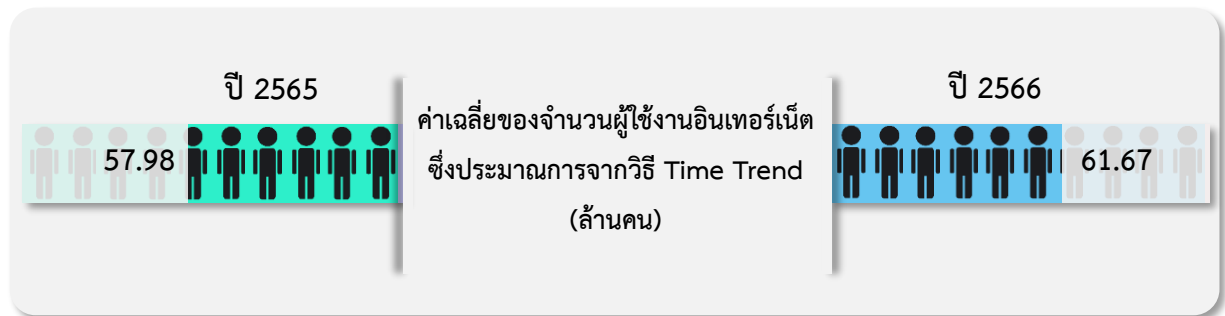 ปี 2565
57.98
ค่าเฉลี่ยของจำนวนผู้ใช้งานอินเทอร์เน็ต
ซึ่งประมาณการจากวิธี Time Trend
(ล้านคน)
ปี 2566
61.67